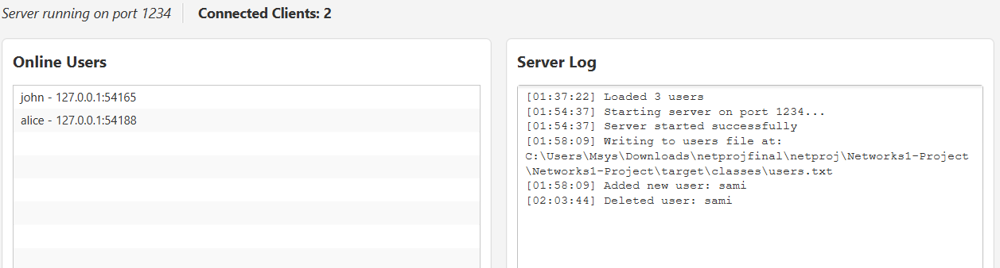 Server running on port 1234
Connected Clients: 2
Online Users
john - 127.0.0.1:54165
alice - 127.0.0.1:54188
Server Log
[01:37:22] Loaded 3 users
[01:54:37] Starting server on port 1234...
[01:54:37] Server started successfully
[01:58:09] Writing to users file at:
C:\Users\Msys\Downloads\netprojfinal\netproj\Networks1-Project
\Networks1-Project\target\classes\users.txt
[01:58:09] Added new user: sami
[02:03:44] Deleted user: sami